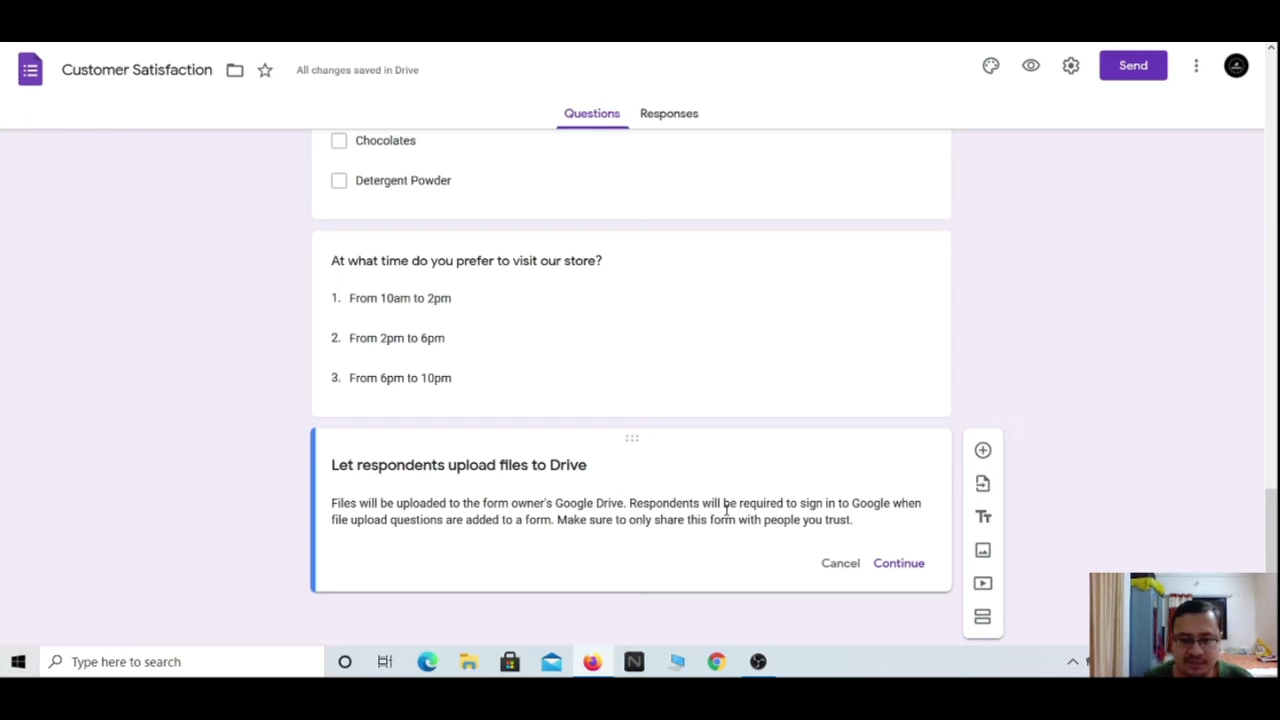 Customer Satisfaction
All changes saved in Drive
Send
Questions
Responses
Chocolates
Detergent Powder
At what time do you prefer to visit our store?
1. From 10am to 2pm
2. From 2pm to 6pm
3. From 6pm to 10pm
Let respondents upload files to Drive
Files will be uploaded to the form owner's Google Drive. Respondents will be required to sign in to Google when
file upload questions are added to a form. Make sure to only share this form with people you trust.
Cancel
Continue
Tт
Type here to search
N